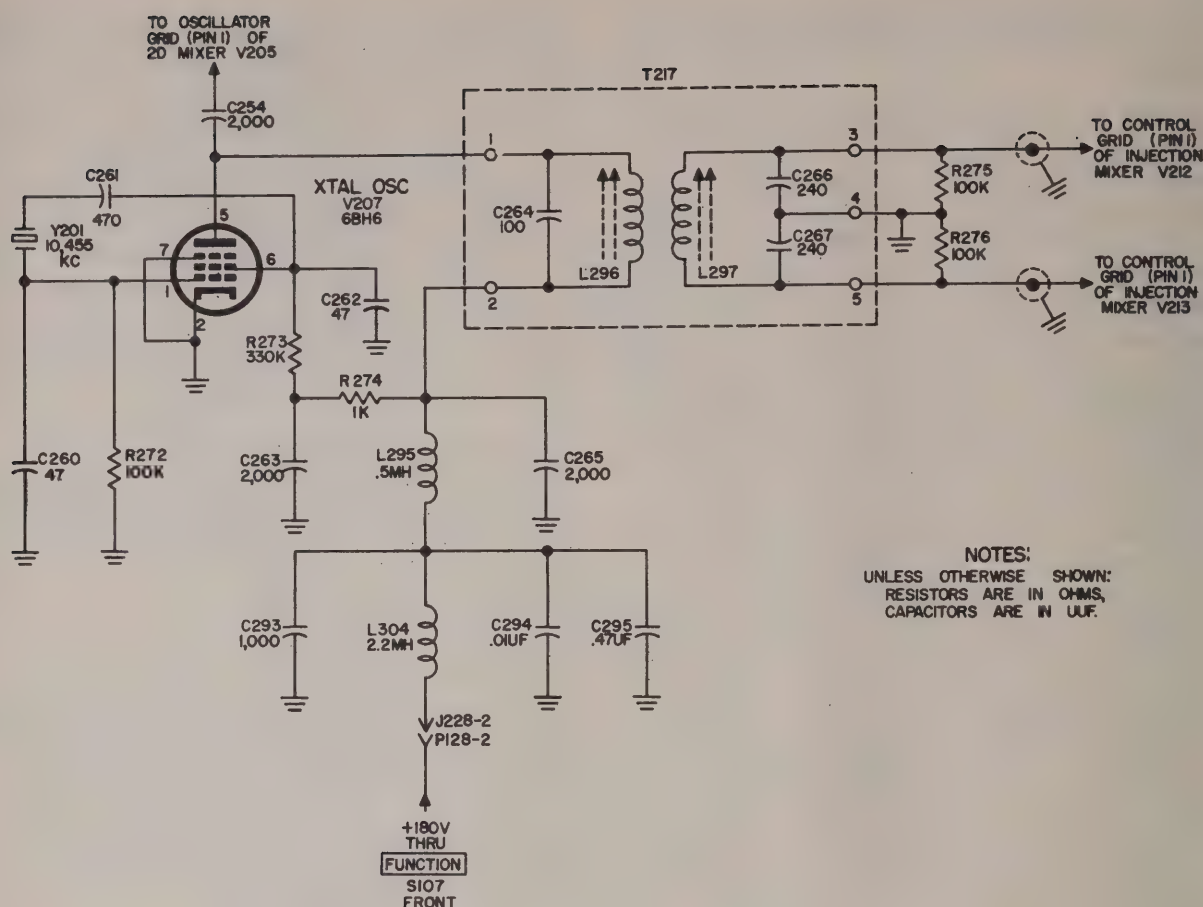 TO OSCILLATOR
GRID (PIN 1) OF
2D MIXER V205
C254
2,000
T217
1
3
TO CONTROL
GRID (PIN 1)
OF INJECTION
MIXER V212
C261
470
XTAL OSC
V207
6BH6
5
C264
100
C266
240
R275
100K
4
Y201
10,455
KC
7
6
1
2
L296
L297
C267
240
R276
100K
C262
47
2
5
TO CONTROL
GRID (PIN 1)
OF INJECTION
MIXER V213
R273
330K
R274
1K
C260
47
R272
100K
C263
2,000
L295
.5MH
C265
2,000
NOTES:
UNLESS OTHERWISE SHOWN:
RESISTORS ARE IN OHMS,
CAPACITORS ARE IN UUF.
C293
1,000
L304
2.2MH
C294
.01UF
C295
.47UF
J228-2
P128-2
+180V
THRU
FUNCTION
S107
FRONT